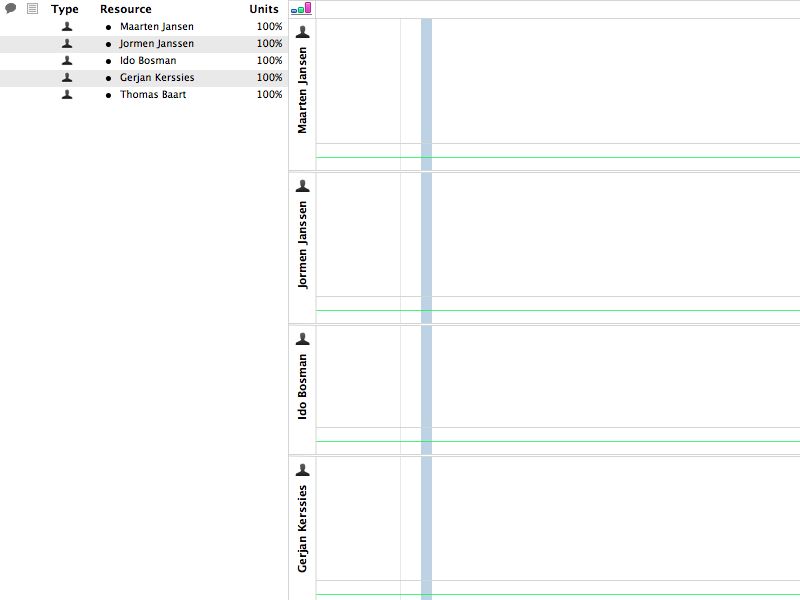 Type Resource Units
Maarten Jansen 100%
Jormen Janssen 100%
Ido Bosman 100%
Gerjan Kerssies 100%
Thomas Baart 100%
Maarten Jansen
Jormen Janssen
Ido Bosman
Gerjan Kerssies